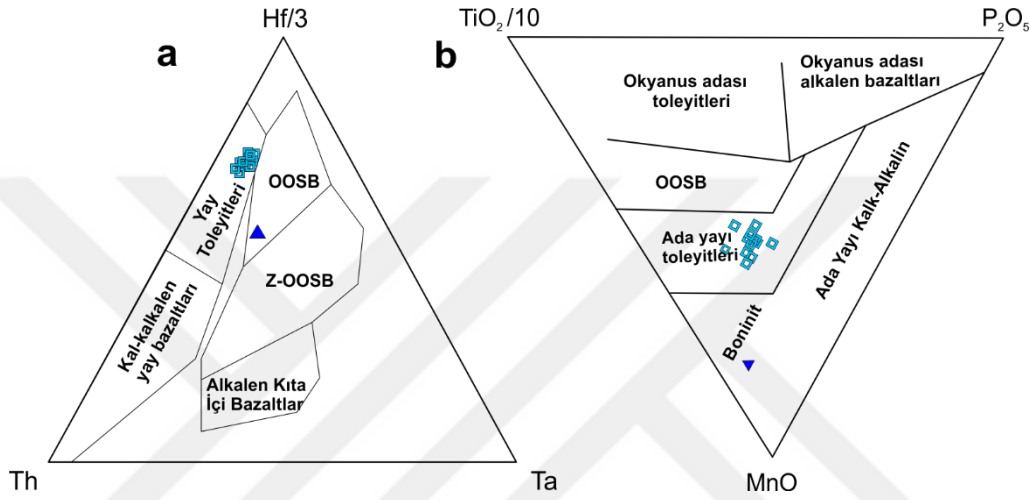 a
Hf/3
OOSB
Yay
Toleyitleri
Z-OOSB
Kal-kalkalen
yay bazaltları
Alkalen Kıta
İçi Bazaltlar
Th
Ta
b
TiO₂/10
P₂O₅
Okyanus adası
toleyitleri
Okyanus adası
alkalen bazaltları
OOSB
Ada yayı
toleyitleri
Ada Yayı Kalk-Alkalin
Boninit
MnO